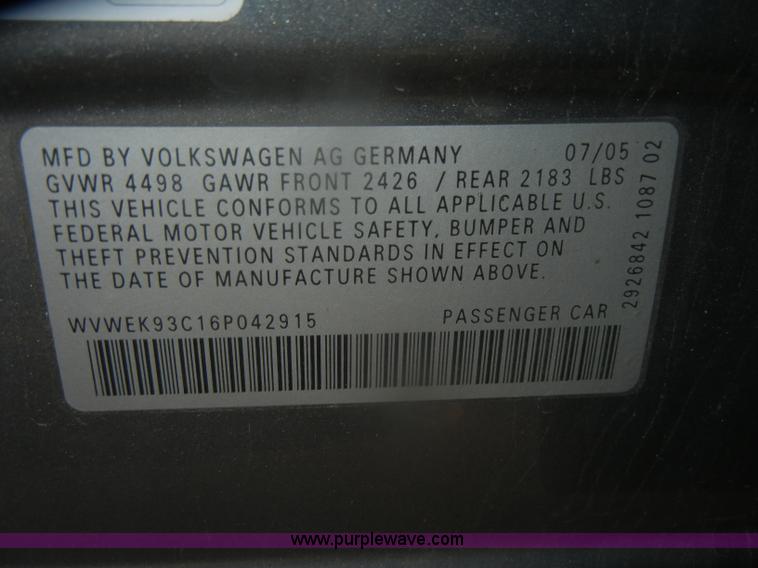 MFD BY VOLKSWAGEN AG GERMANY 07/05
GVWR 4498 GAWR FRONT 2426 / REAR 2183 LBS
THIS VEHICLE CONFORMS TO ALL APPLICABLE U.S.
FEDERAL MOTOR VEHICLE SAFETY, BUMPER AND
THEFT PREVENTION STANDARDS IN EFFECT ON
THE DATE OF MANUFACTURE SHOWN ABOVE.
WVWEK93C16P042915 PASSENGER CAR
2926842 1087 02
www.purplewave.com